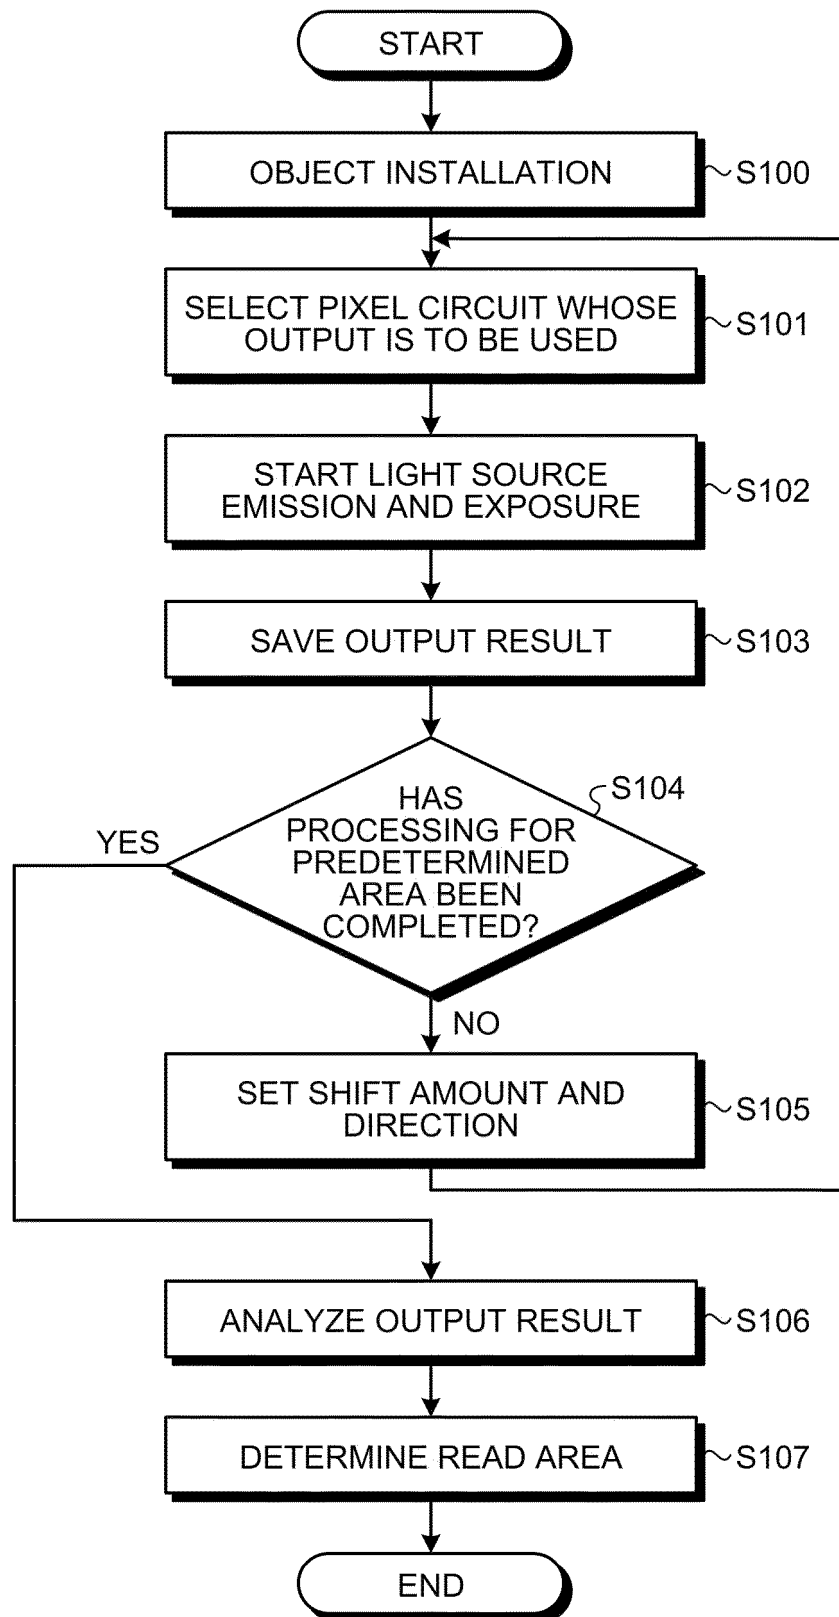 START
OBJECT INSTALLATION
S100
SELECT PIXEL CIRCUIT WHOSE
OUTPUT IS TO BE USED
S101
START LIGHT SOURCE
EMISSION AND EXPOSURE
S102
SAVE OUTPUT RESULT
S103
HAS
PROCESSING FOR
PREDETERMINED
AREA BEEN
COMPLETED?
S104
YES
NO
SET SHIFT AMOUNT AND
DIRECTION
S105
ANALYZE OUTPUT RESULT
S106
DETERMINE READ AREA
S107
END